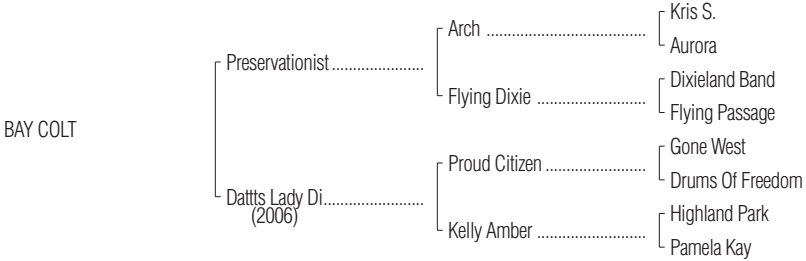 Kris S.
Arch ....................................
Aurora
Preservationist .....................
Dixieland Band
Flying Dixie ........................
Flying Passage
BAY COLT
Gone West
Proud Citizen .......................
Drums Of Freedom
Dattts Lady Di.......................
(2006)
Highland Park
Kelly Amber ........................
Pamela Kay